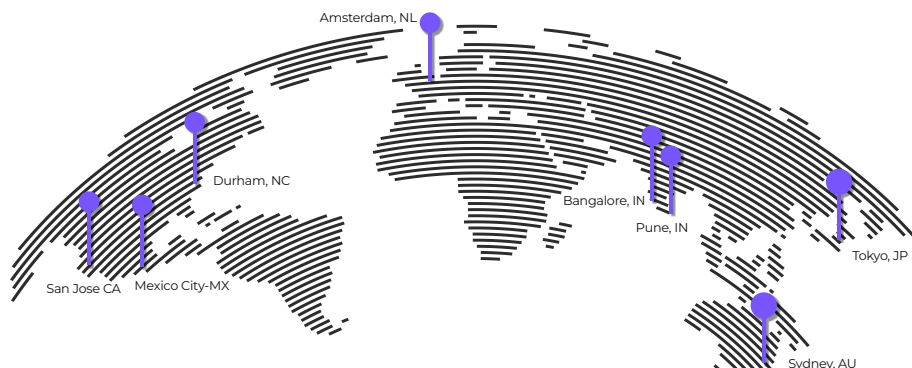 Amsterdam, NL
Durham, NC
Bangalore, IN
Pune, IN
Tokyo, JP
San Jose CA
Mexico City-MX
Sydney, AU